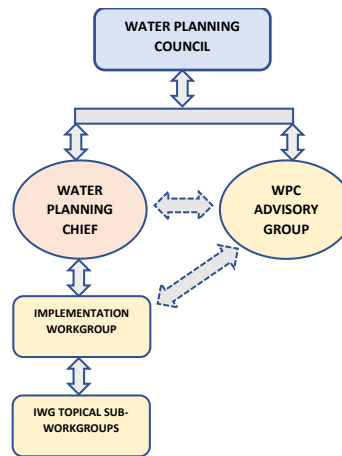 WATER PLANNING
COUNCIL
WATER
PLANNING
CHIEF
WPC
ADVISORY
GROUP
IMPLEMENTATION
WORKGROUP
IWG TOPICAL SUB-
WORKGROUPS